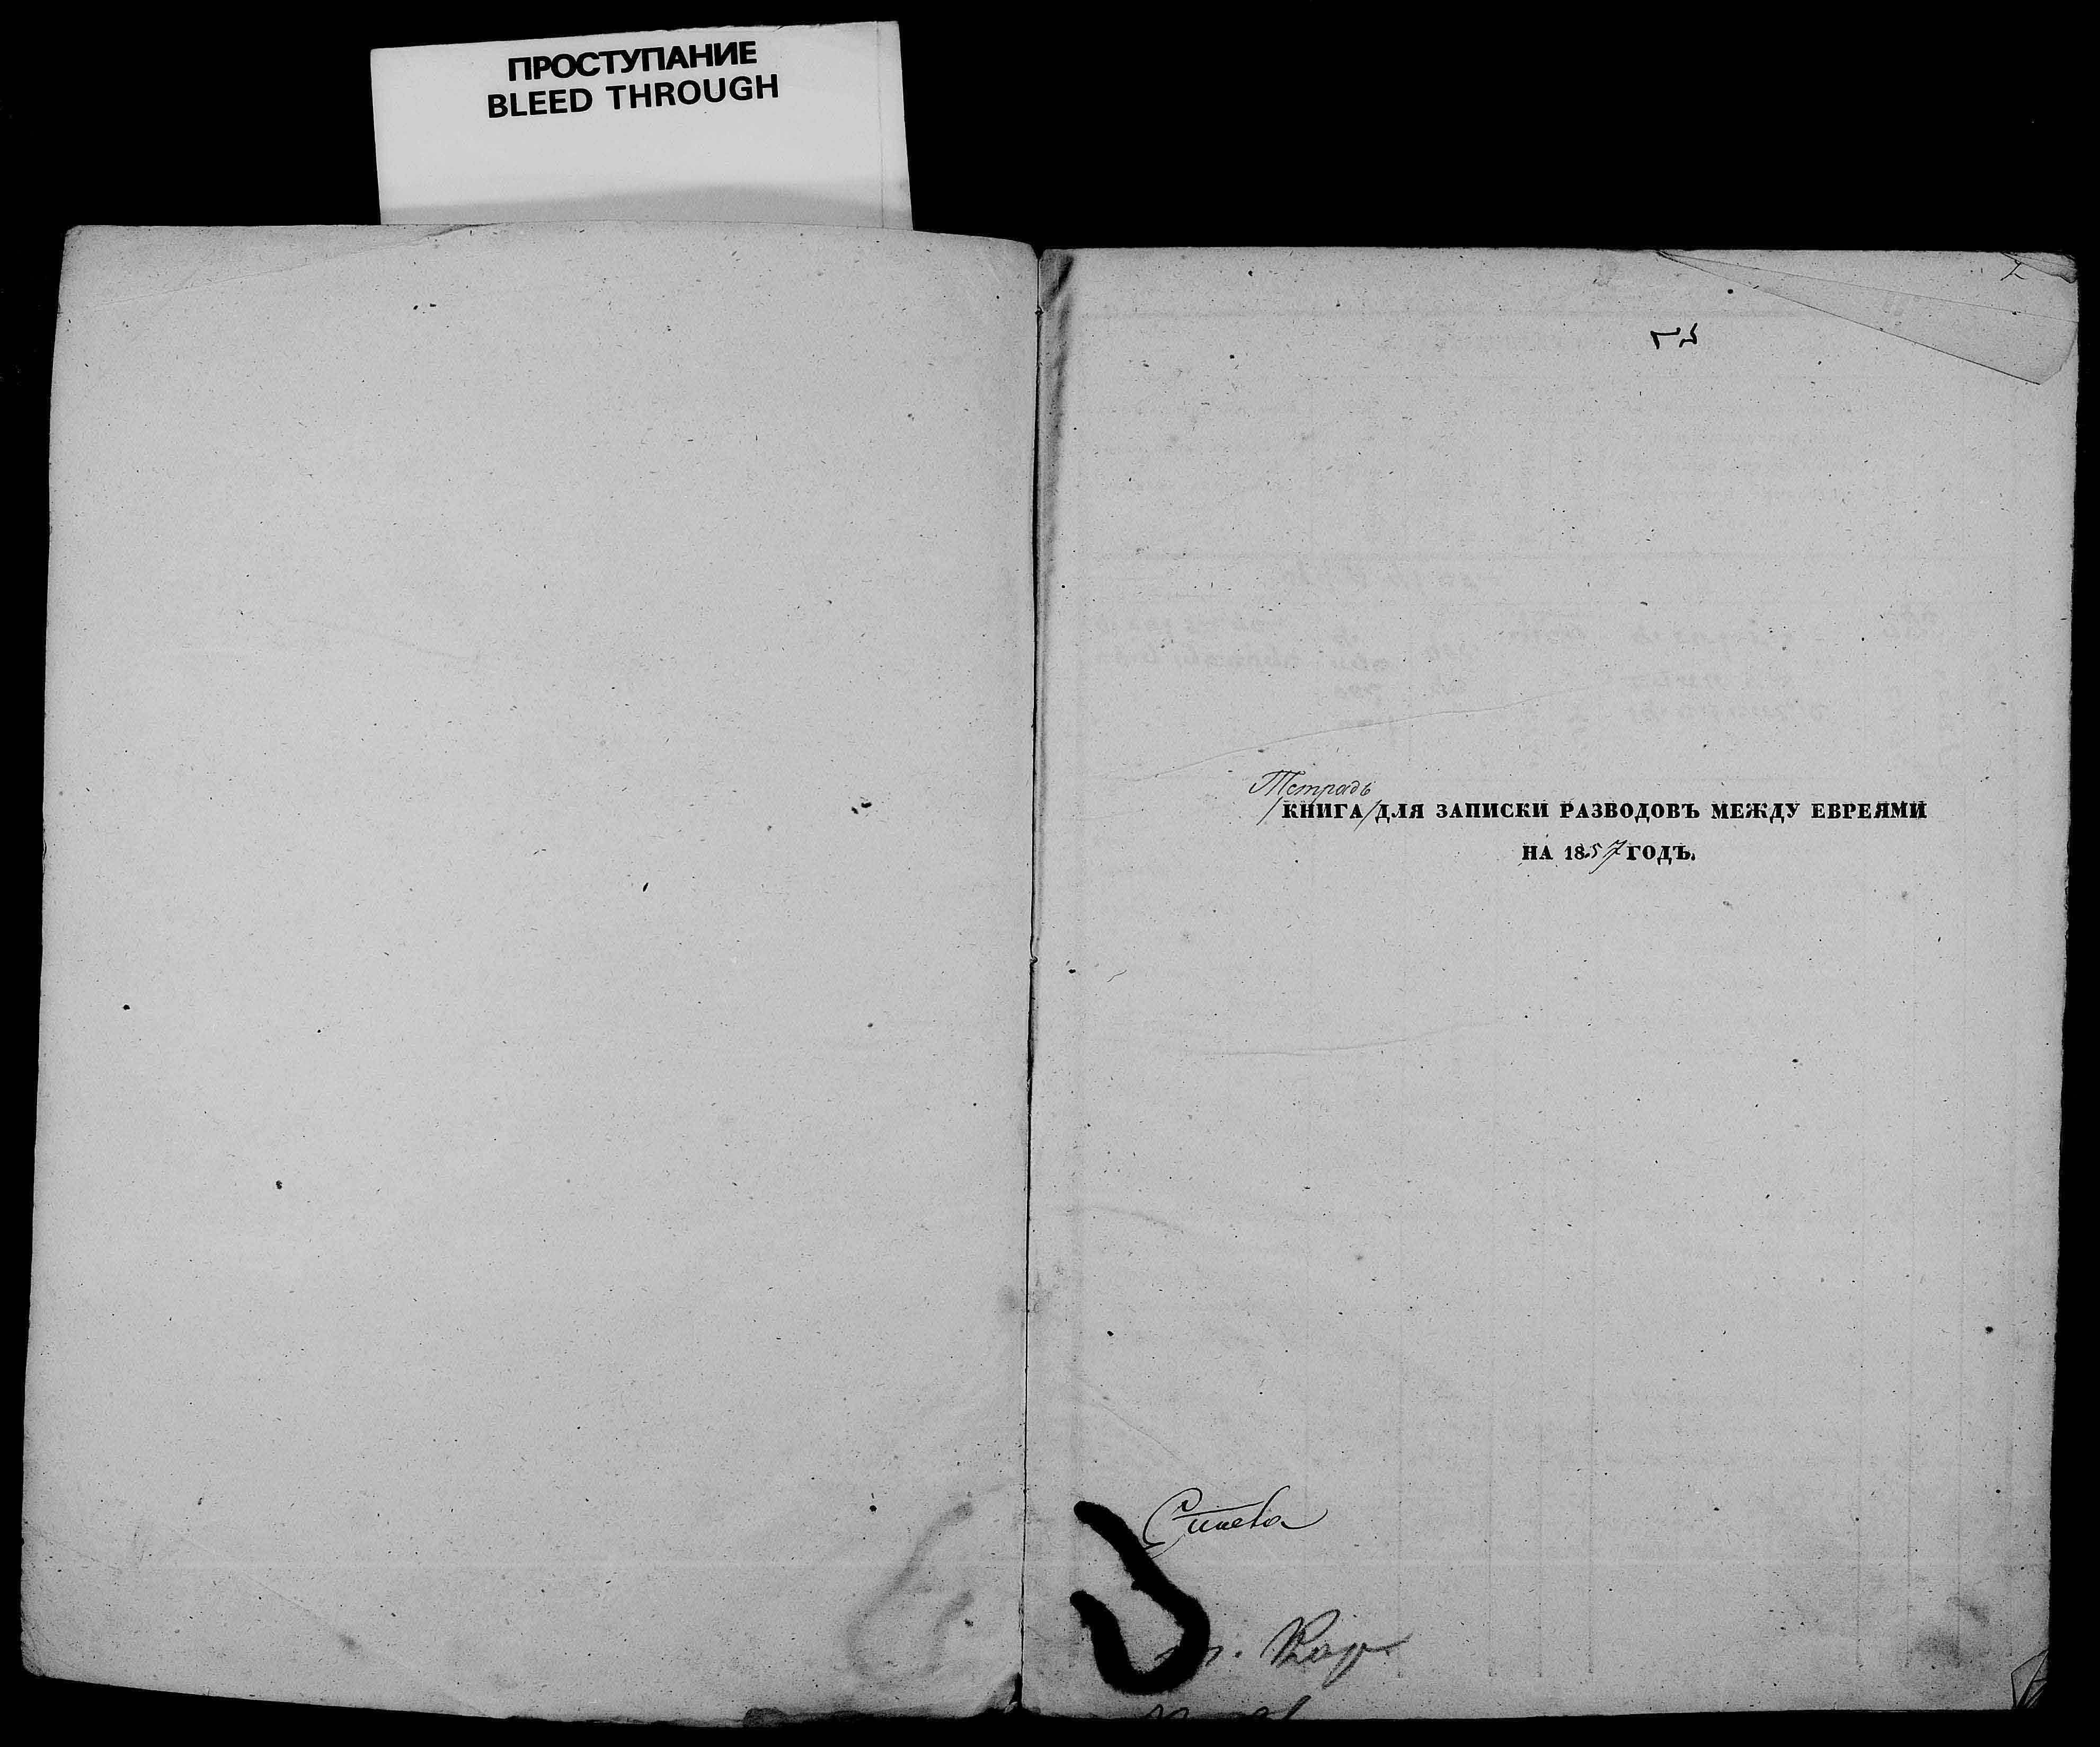 ПРОСТУПАНИЕ
BLEED THROUGH
Тетрадь
/КНИГА/ ДЛЯ ЗАПИСКИ РАЗВОДОВЪ МЕЖДУ ЕВРЕЯМИ
НА 1857 ГОДЪ.